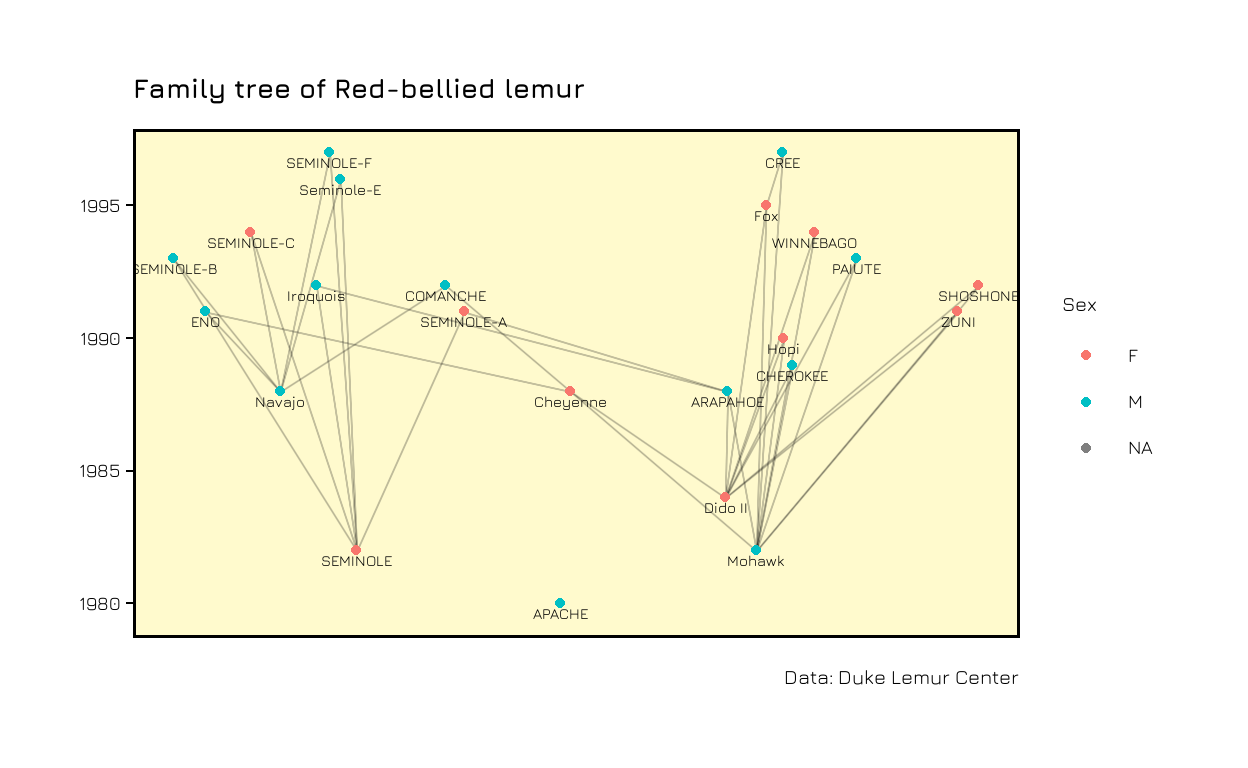 Family tree of Red-bellied lemur
SEMINOLE-F
CREE
Seminole-E
1995
Fox
SEMINOLE-C
WINNEBAGO
SEMINOLE-B
PAIUTE
Iroquois
COMANCHE
SHOSHONE
ENO
SEMINOLE-A
ZUNI
1990
Hopi
CHEROKEE
Navajo
Cheyenne
ARAPAHOE
1985
Dido II
SEMINOLE
Mohawk
1980
APACHE
Sex
F
M
NA
Data: Duke Lemur Center